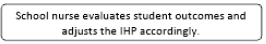 School nurse evaluates student outcomes and
adjusts the IHP accordingly.